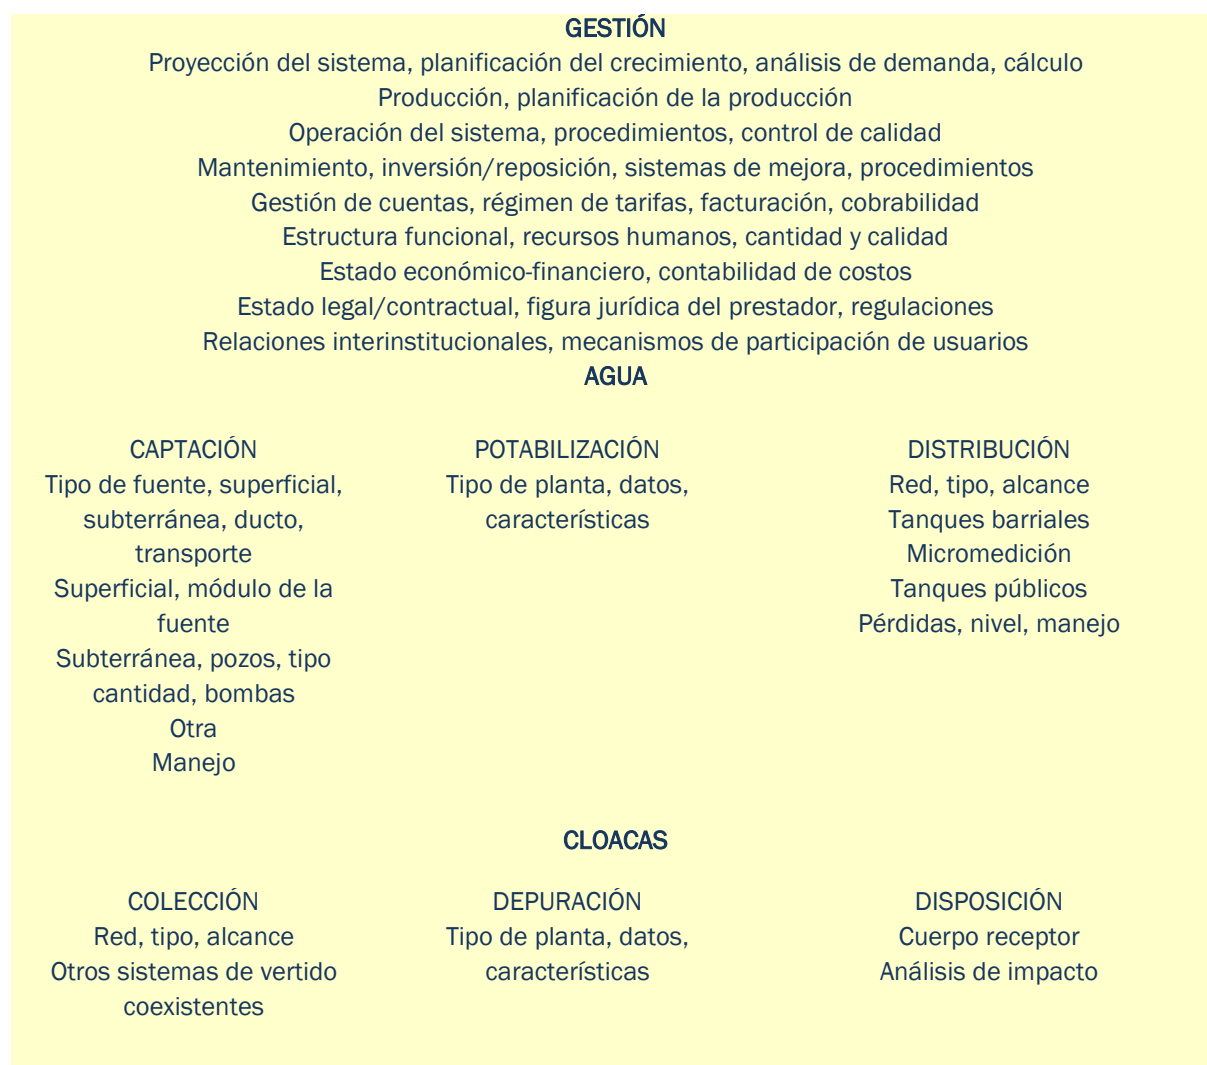 GESTIÓN
Proyección del sistema, planificación del crecimiento, análisis de demanda, cálculo
Producción, planificación de la producción
Operación del sistema, procedimientos, control de calidad
Mantenimiento, inversión/reposición, sistemas de mejora, procedimientos
Gestión de cuentas, régimen de tarifas, facturación, cobrabilidad
Estructura funcional, recursos humanos, cantidad y calidad
Estado económico-financiero, contabilidad de costos
Estado legal/contractual, figura jurídica del prestador, regulaciones
Relaciones interinstitucionales, mecanismos de participación de usuarios
AGUA
CAPTACIÓN
Tipo de fuente, superficial,
subterránea, ducto,
transporte
Superficial, módulo de la
fuente
Subterránea, pozos, tipo
cantidad, bombas
Otra
Manejo
POTABILIZACIÓN
Tipo de planta, datos,
características
DISTRIBUCIÓN
Red, tipo, alcance
Tanques barriales
Micromedición
Tanques públicos
Pérdidas, nivel, manejo
CLOACAS
COLECCIÓN
Red, tipo, alcance
Otros sistemas de vertido
coexistentes
DEPURACIÓN
Tipo de planta, datos,
características
DISPOSICIÓN
Cuerpo receptor
Análisis de impacto